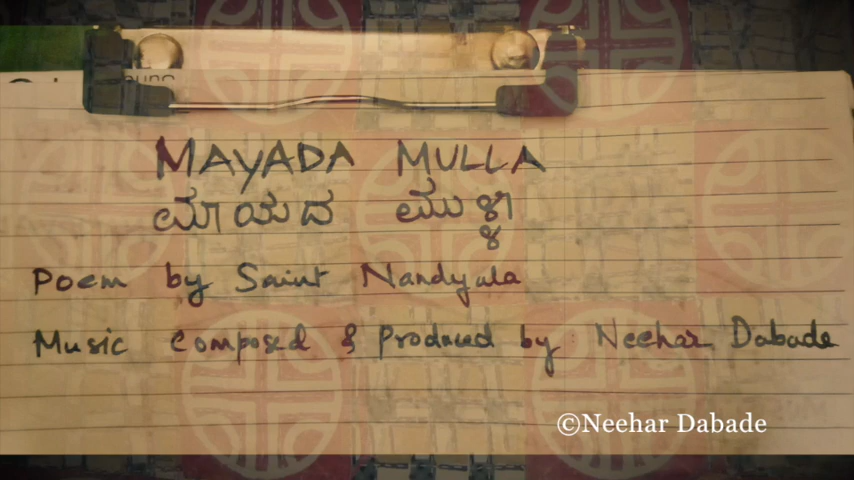 MAYADA MULLA
ಮಾಯದ ಮುಳ್ಳಾ
Poem by Saint Nandyala
Music composed & Produced by Neehar Dabade
©Neehar Dabade